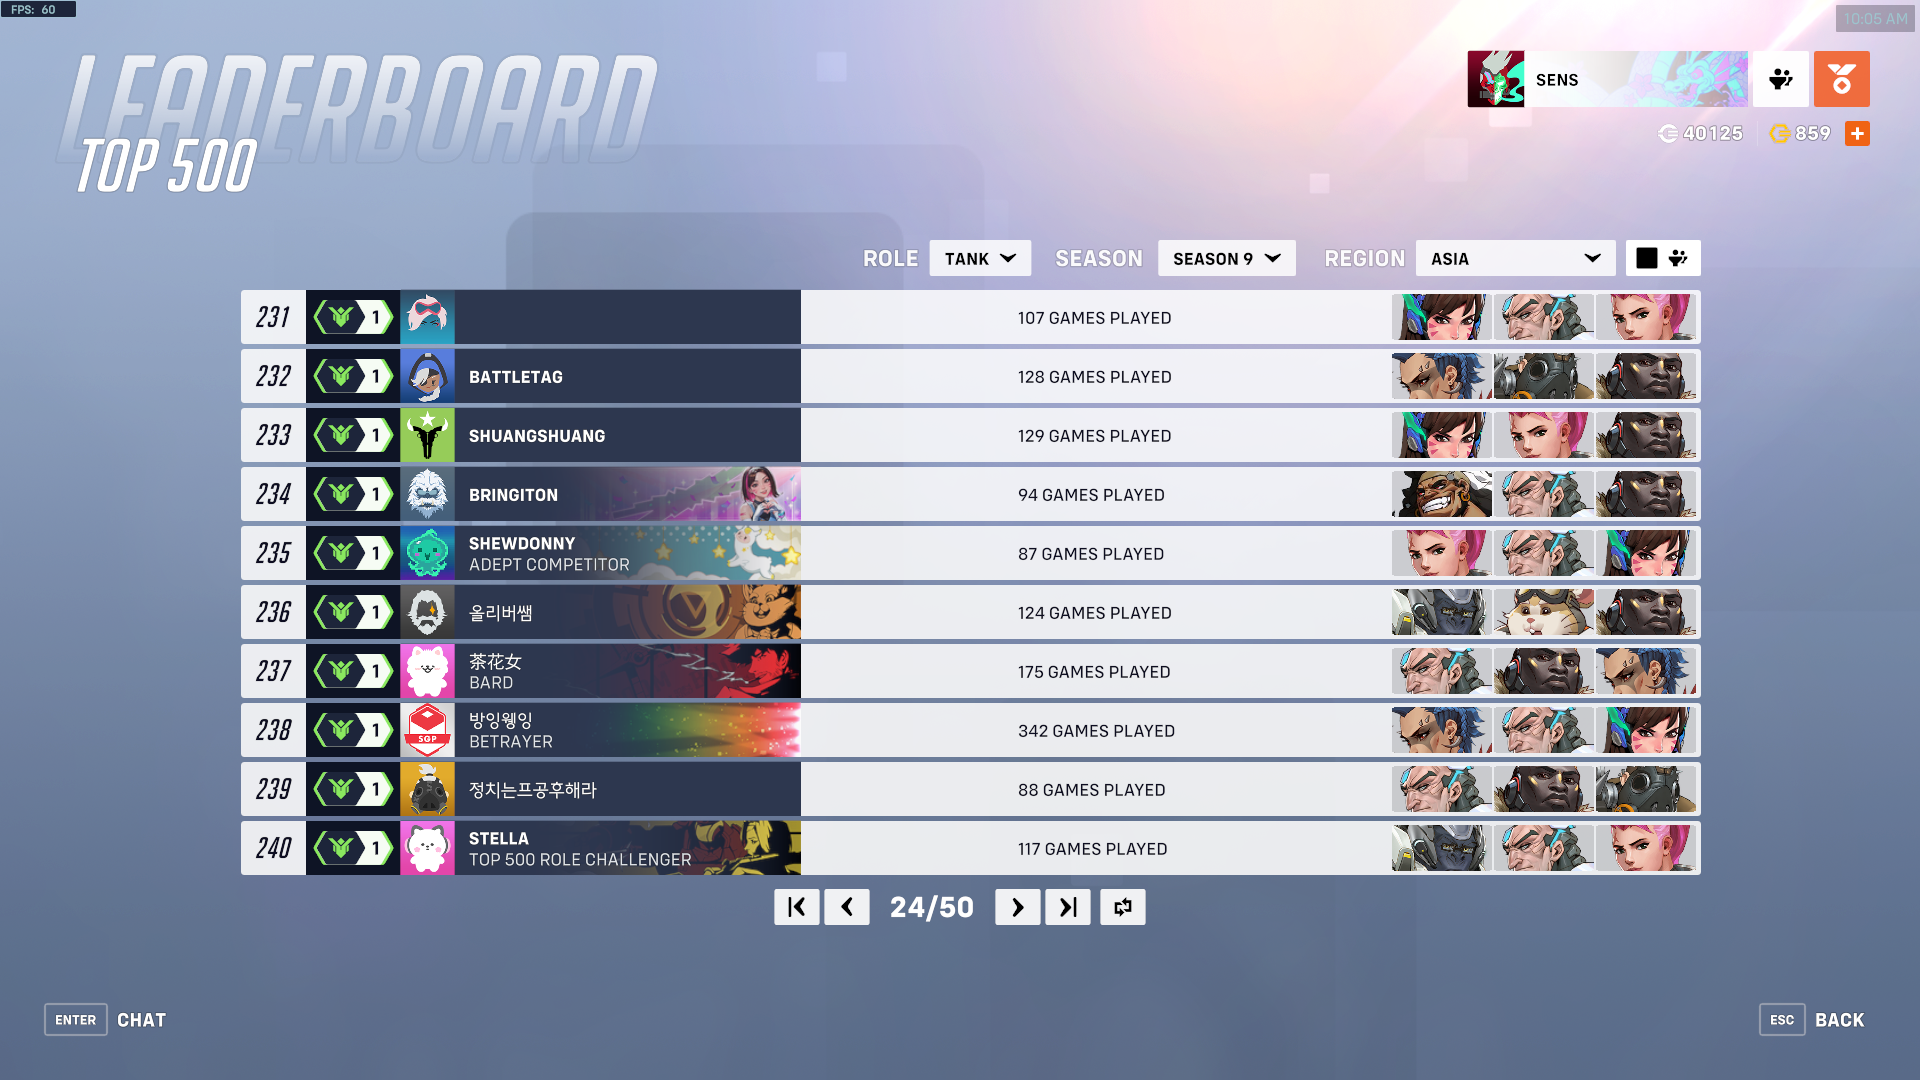 FPS: 60
10:05 AM
LEADERBOARD
TOP 500
SENS
40125
859
ROLE TANK SEASON SEASON 9 REGION ASIA
231 1 107 GAMES PLAYED
232 1 BATTLETAG 128 GAMES PLAYED
233 1 SHUANGSHUANG 129 GAMES PLAYED
234 1 BRINGITON 94 GAMES PLAYED
235 1 SHEWDONNY 87 GAMES PLAYED
ADEPT COMPETITOR
236 1 올리버쌤 124 GAMES PLAYED
237 1 茶花女 175 GAMES PLAYED
BARD
238 1 SGP 방잉웽잉 342 GAMES PLAYED
BETRAYER
239 1 정치는프공후해라 88 GAMES PLAYED
240 1 STELLA 117 GAMES PLAYED
TOP 500 ROLE CHALLENGER
24/50
ENTER CHAT
ESC BACK